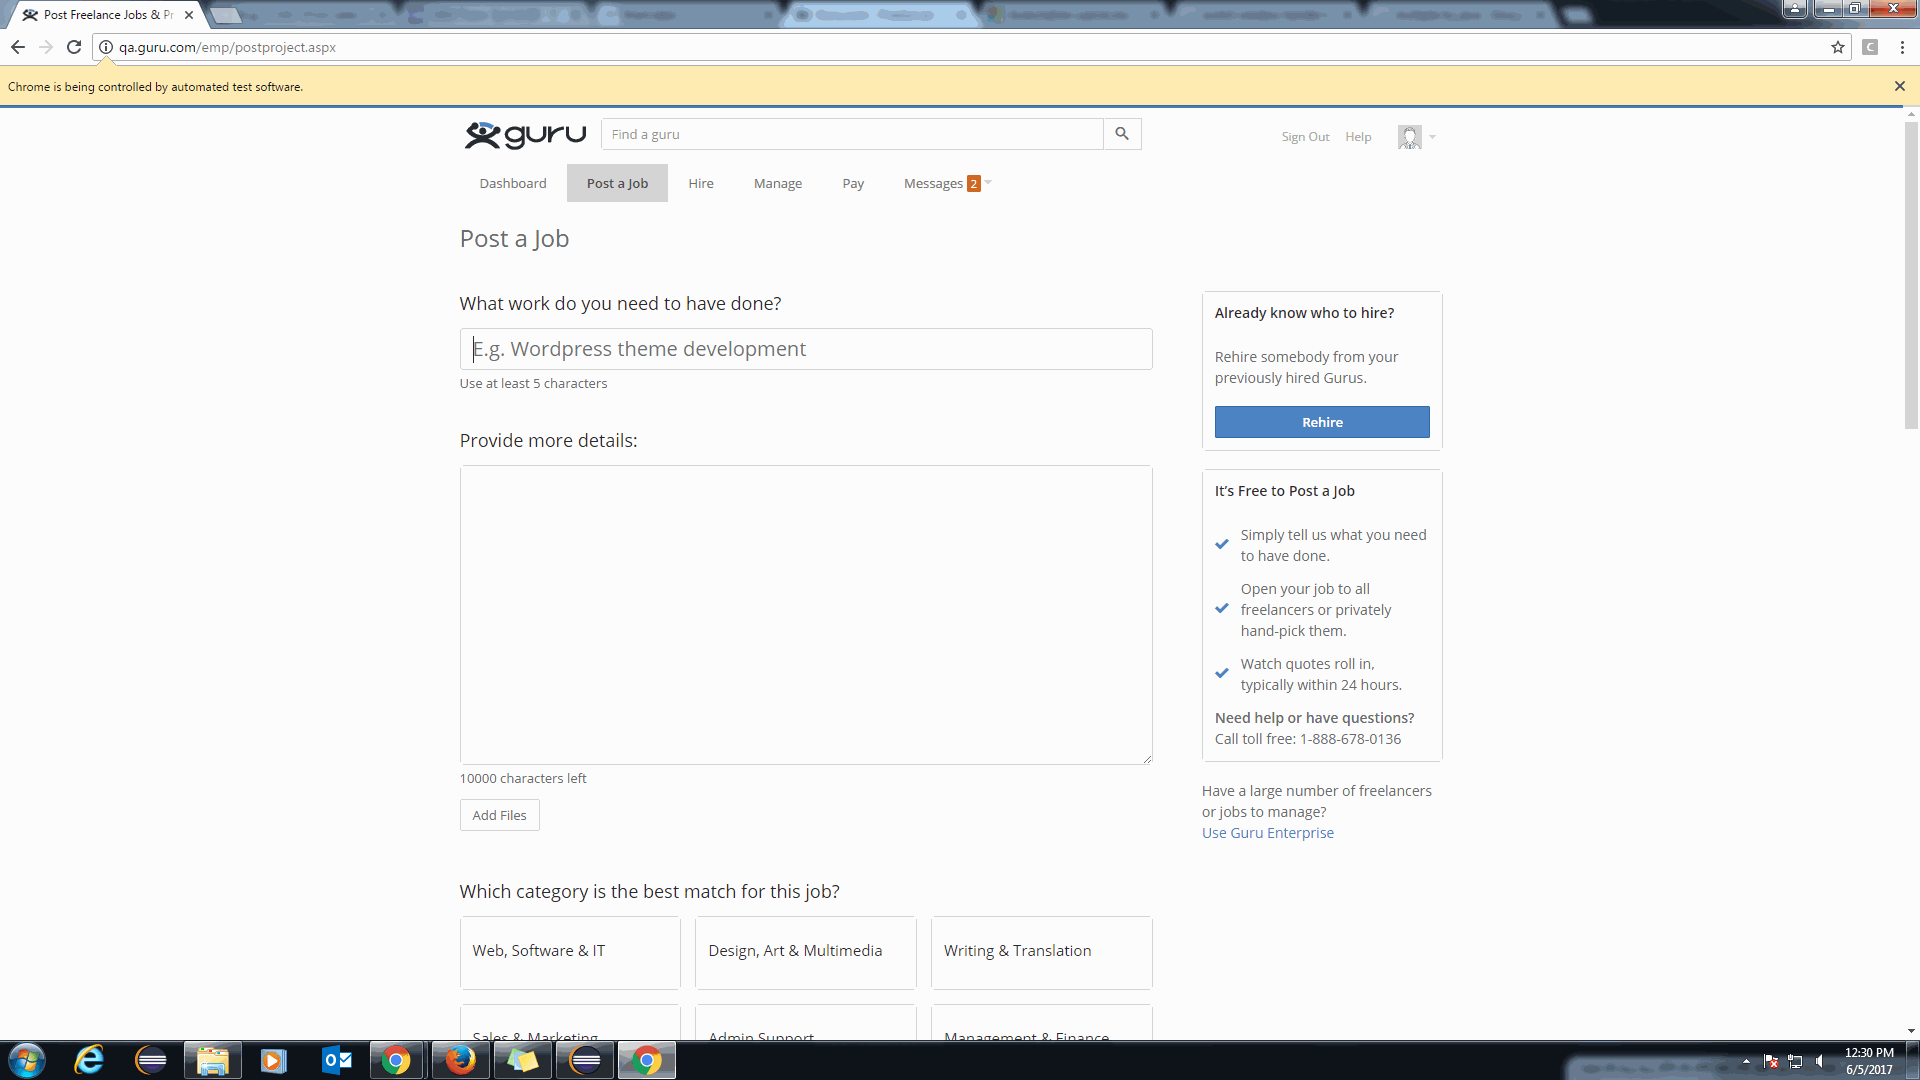 Post Freelance Jobs & Pr
qa.guru.com/emp/postproject.aspx
C
Chrome is being controlled by automated test software.
guru
Find a guru
Sign Out
Help
Dashboard
Post a Job
Hire
Manage
Pay
Messages 2
Post a Job
What work do you need to have done?
E.g. Wordpress theme development
Use at least 5 characters
Provide more details:
10000 characters left
Add Files
Which category is the best match for this job?
Web, Software & IT
Design, Art & Multimedia
Writing & Translation
Sales & Marketing
Admin Support
Management & Finance
Already know who to hire?
Rehire somebody from your
previously hired Gurus.
Rehire
It's Free to Post a Job
Simply tell us what you need
to have done.
Open your job to all
freelancers or privately
hand-pick them.
Watch quotes roll in,
typically within 24 hours.
Need help or have questions?
Call toll free: 1-888-678-0136
Have a large number of freelancers
or jobs to manage?
Use Guru Enterprise
12:30 PM
6/5/2017